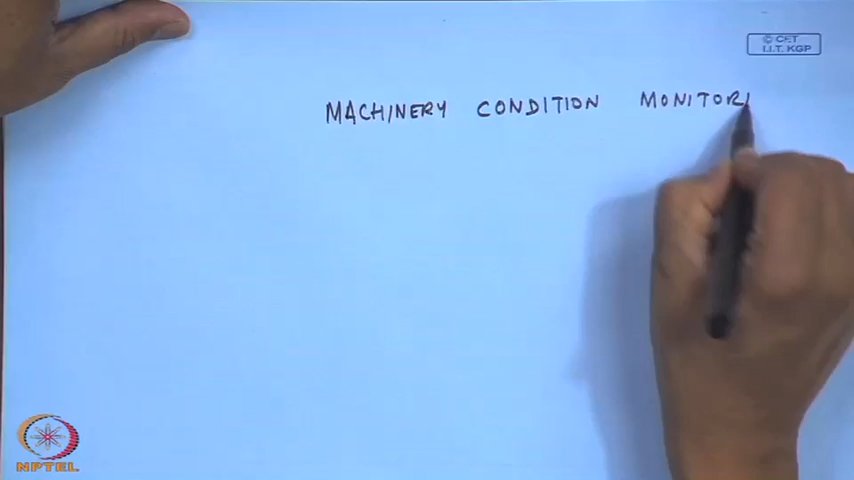 © CET
I.I.T. KGP
MACHINERY CONDITION MONITORI
NPTEL